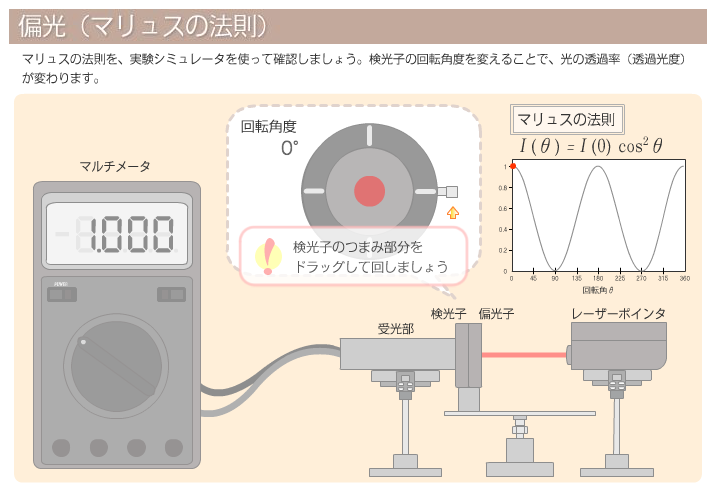 偏光（マリュスの法則）
マリュスの法則を、実験シミュレータを使って確認しましょう。検光子の回転角度を変えることで、光の透過率（透過光度）
が変わります。
マルチメータ
1.000
回転角度
0°
検光子のつまみ部分を
ドラッグして回しましょう
マリュスの法則
I(θ) = I(0) cos² θ
1
0.8
0.6
0.4
0.2
0
0 45 90 135 180 225 270 315 360
回転角 θ
受光部
検光子 偏光子
レーザーポインタ